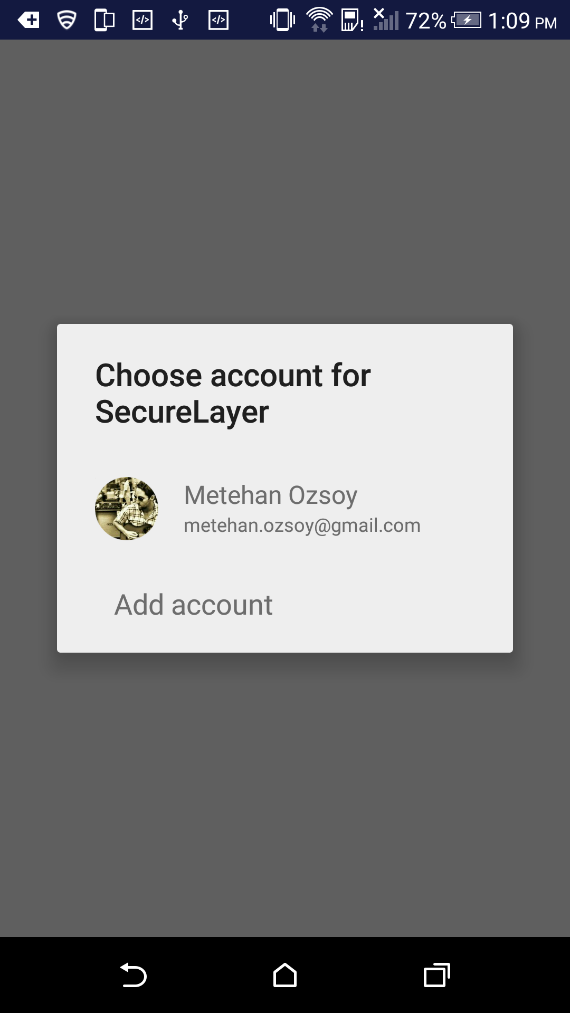 72% 1:09 PM
Choose account for
SecureLayer
Metehan Ozsoy
metehan.ozsoy@gmail.com
Add account